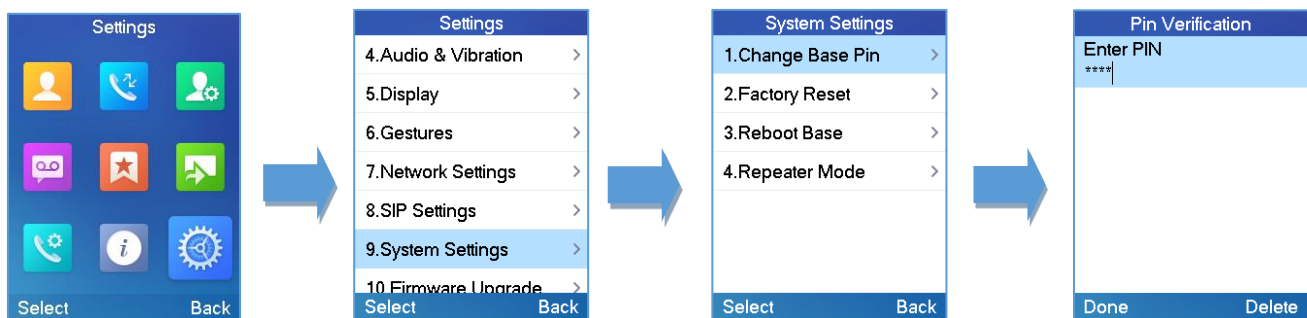 Settings
Select Back
Settings
4.Audio & Vibration >
5.Display >
6.Gestures >
7.Network Settings >
8.SIP Settings >
9.System Settings >
10.Firmware Upgrade >
Select Back
System Settings
1.Change Base Pin >
2.Factory Reset >
3.Reboot Base >
4.Repeater Mode >
Select Back
Pin Verification
Enter PIN
****
Done Delete